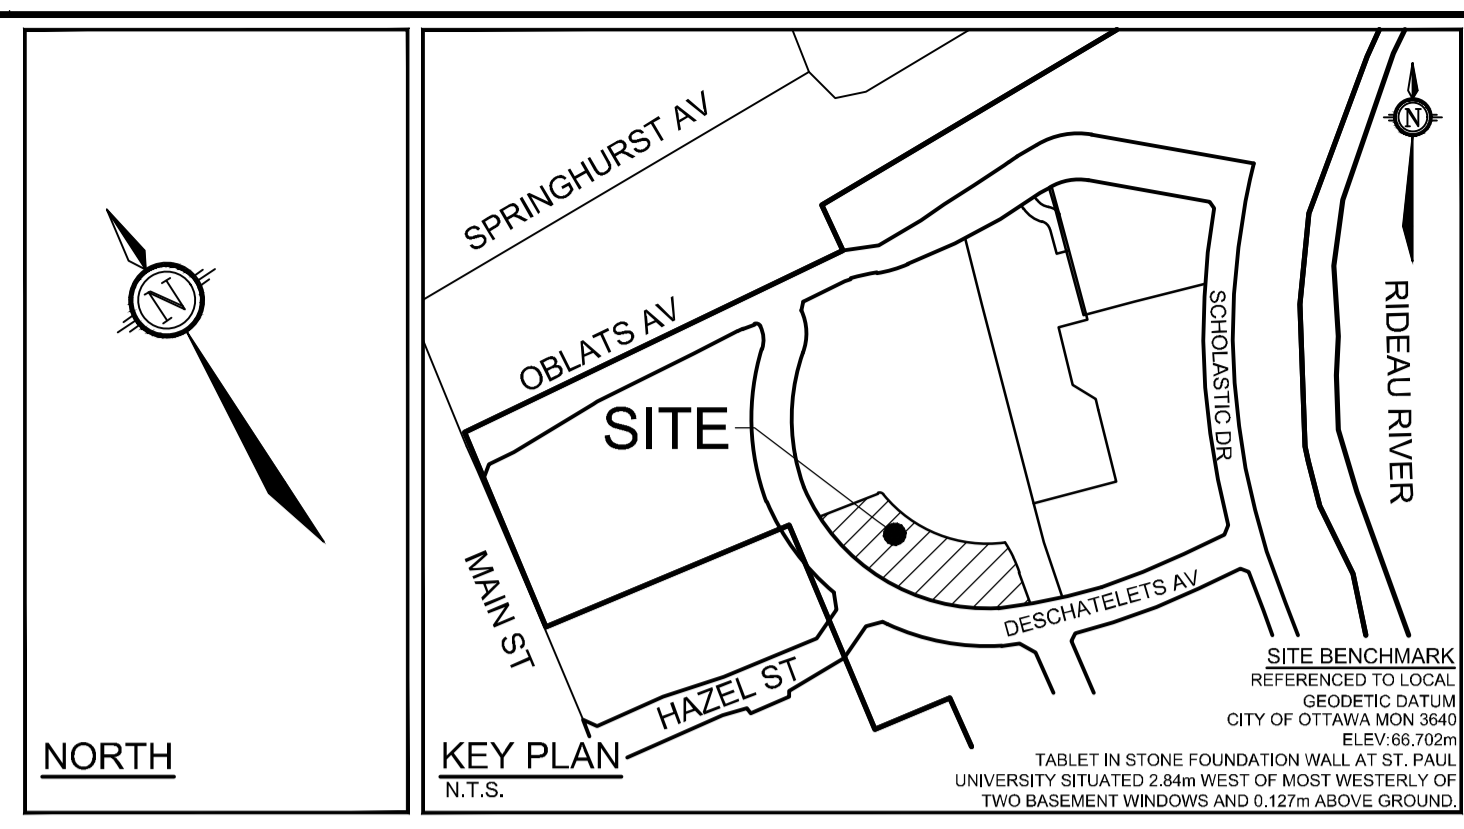 N
NORTH
SPRINGHURST AV
OBLATS AV
SITE
MAIN ST
HAZEL ST
DESCHATELETS AV
SCHOLASTIC DR
N
RIDEAU RIVER
KEY PLAN
N.T.S.
SITE BENCHMARK
REFERENCED TO LOCAL
GEODETIC DATUM
CITY OF OTTAWA MON 3640
ELEV:66.702m
TABLET IN STONE FOUNDATION WALL AT ST. PAUL
UNIVERSITY SITUATED 2.84m WEST OF MOST WESTERLY OF
TWO BASEMENT WINDOWS AND 0.127m ABOVE GROUND.